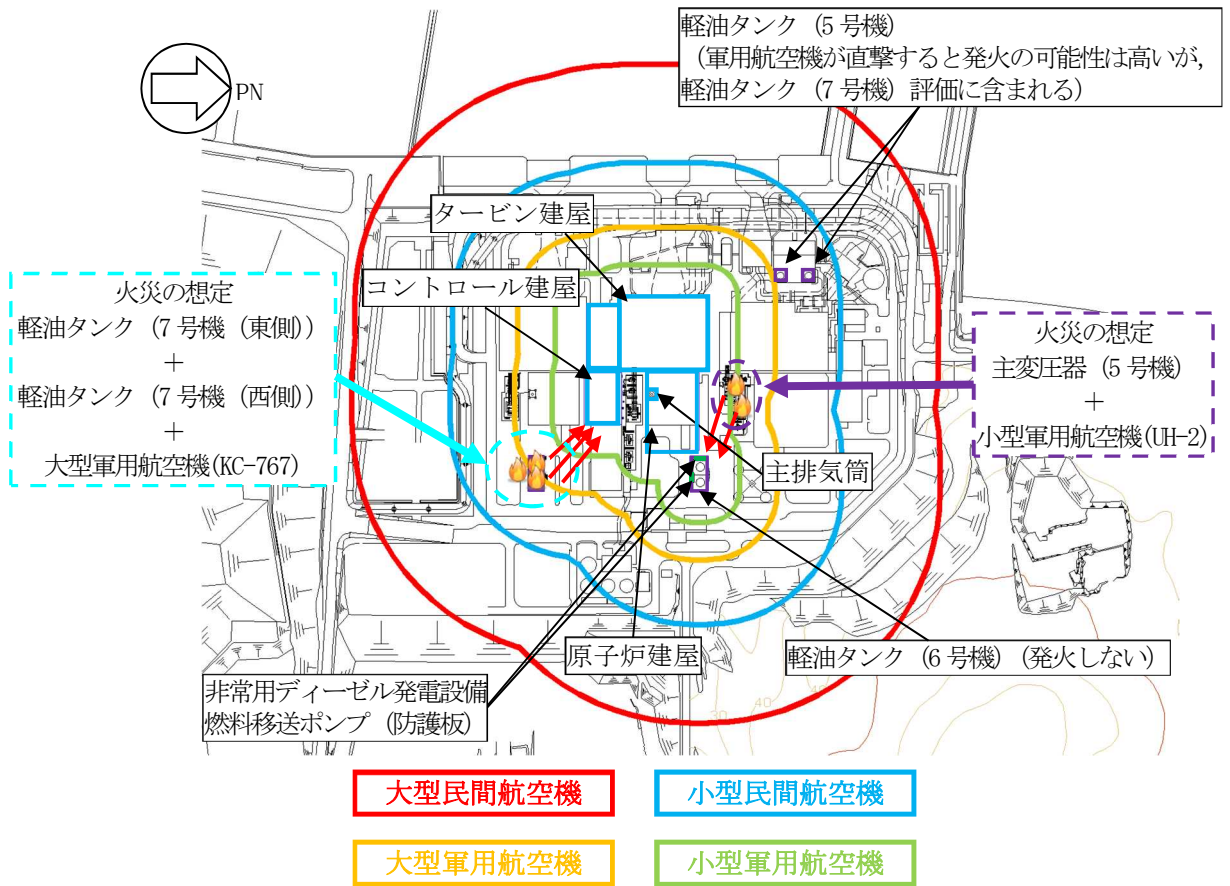 軽油タンク（5 号機）
（軍用航空機が直撃すると発火の可能性は高いが，
軽油タンク（7 号機）評価に含まれる）
PN
タービン建屋
コントロール建屋
火災の想定
軽油タンク（7 号機（東側））
＋
軽油タンク（7 号機（西側））
＋
大型軍用航空機(KC-767)
火災の想定
主変圧器（5 号機）
＋
小型軍用航空機(UH-2)
主排気筒
原子炉建屋
軽油タンク（6 号機）（発火しない）
非常用ディーゼル発電設備
燃料移送ポンプ（防護板）
30
40
大型民間航空機
小型民間航空機
大型軍用航空機
小型軍用航空機